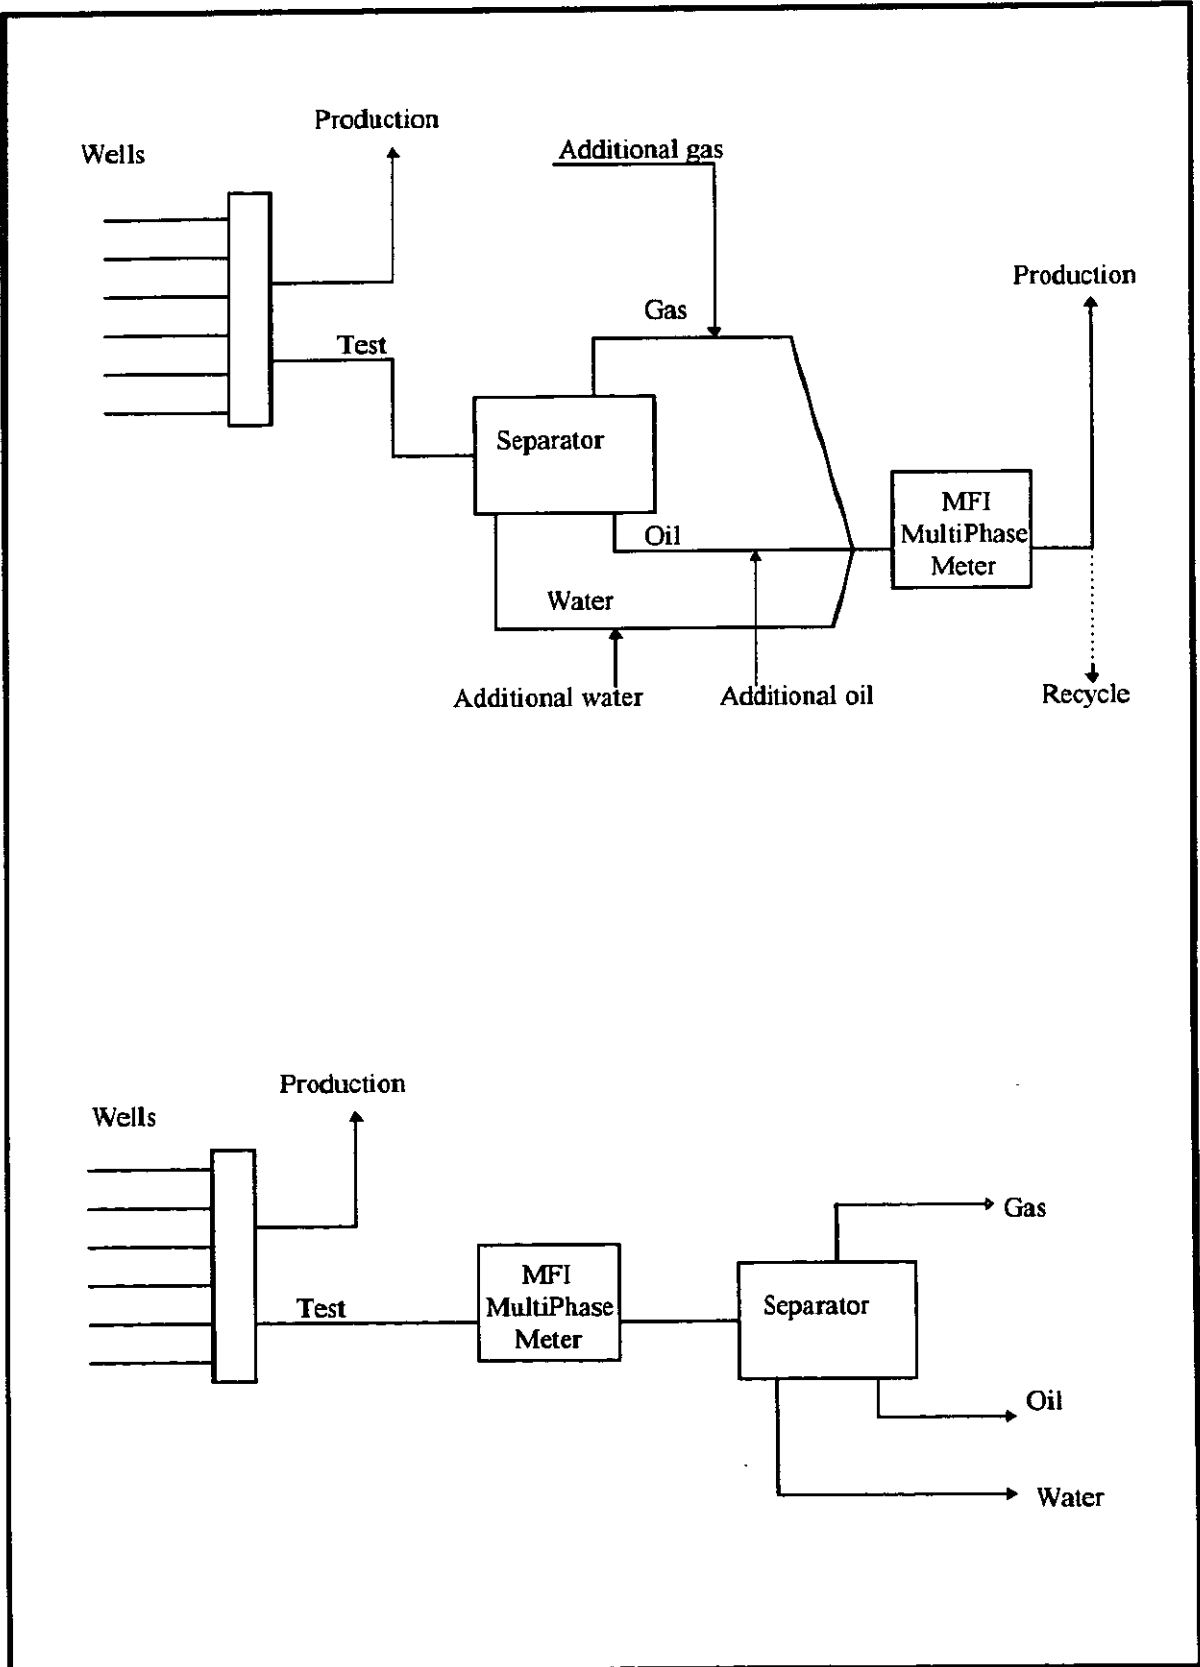 Production
Wells
Additional gas
Production
Gas
Test
Separator
MFI
MultiPhase
Meter
Oil
Water
Additional water
Additional oil
Recycle
Production
Wells
Gas
MFI
MultiPhase
Meter
Separator
Test
Oil
Water